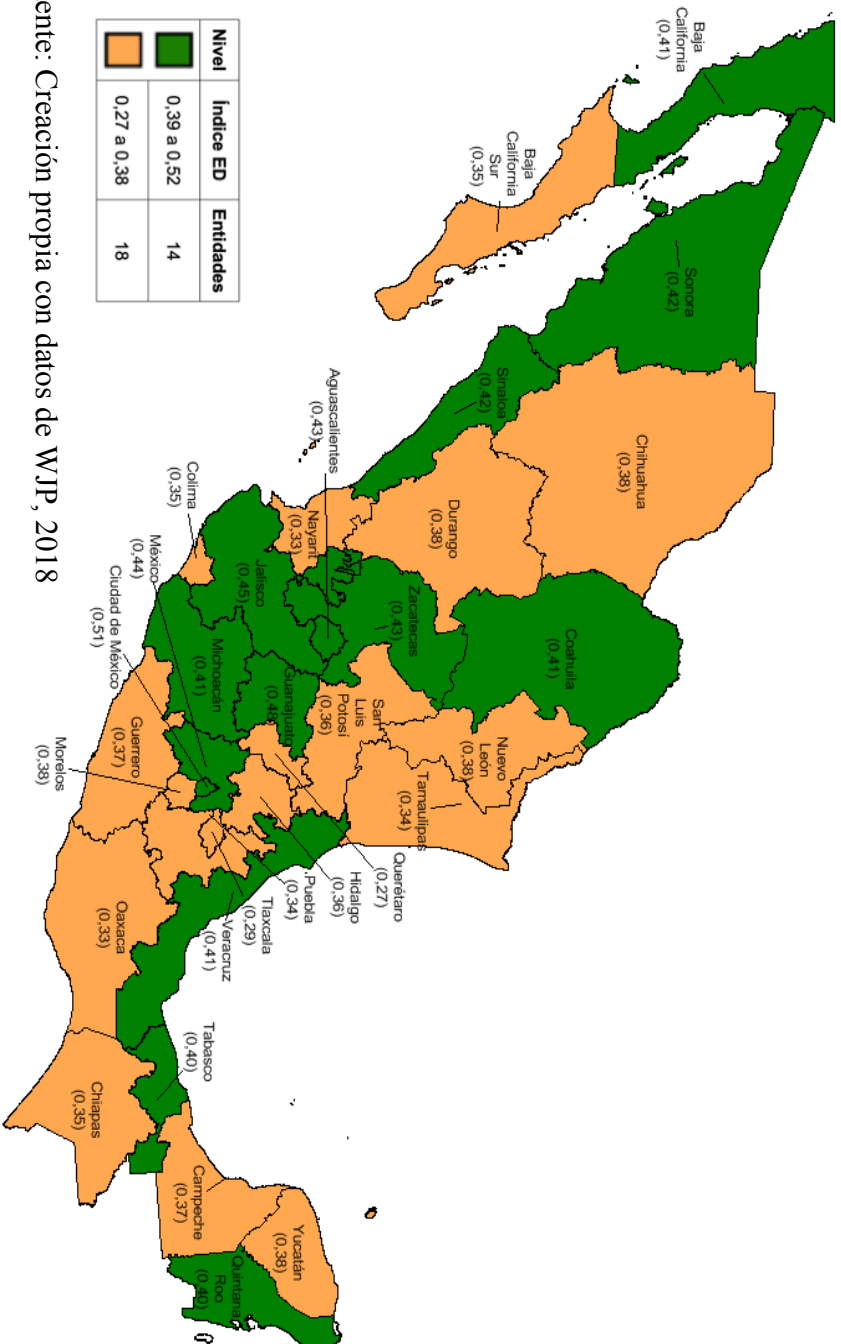 Baja
California
(0,41)
Baja
California
Sur
(0,35)
Sonora
(0,42)
Chihuahua
(0,38)
Sinaloa
(0,42)
Durango
(0,38)
Coahuila
(0,41)
Nuevo
León
(0,38)
Tamaulipas
(0,34)
Zacatecas
(0,43)
San
Luis
Potosí
(0,36)
Aguascalientes
(0,43)
Nayarit
(0,33)
Jalisco
(0,45)
Guanajuato
(0,48)
Colima
(0,35)
Michoacán
(0,41)
México
(0,44)
Ciudad de México
(0,51)
Guerrero
(0,37)
Morelos
(0,38)
Querétaro
(0,27)
Hidalgo
(0,36)
Puebla
(0,34)
Tlaxcala
(0,29)
Veracruz
(0,41)
Oaxaca
(0,33)
Tabasco
(0,40)
Chiapas
(0,35)
Campeche
(0,37)
Yucatán
(0,38)
Quintana
Roo
(0,40)
Nivel Índice ED Entidades
0,39 a 0,52 14
0,27 a 0,38 18
ente: Creación propia con datos de WJP, 2018